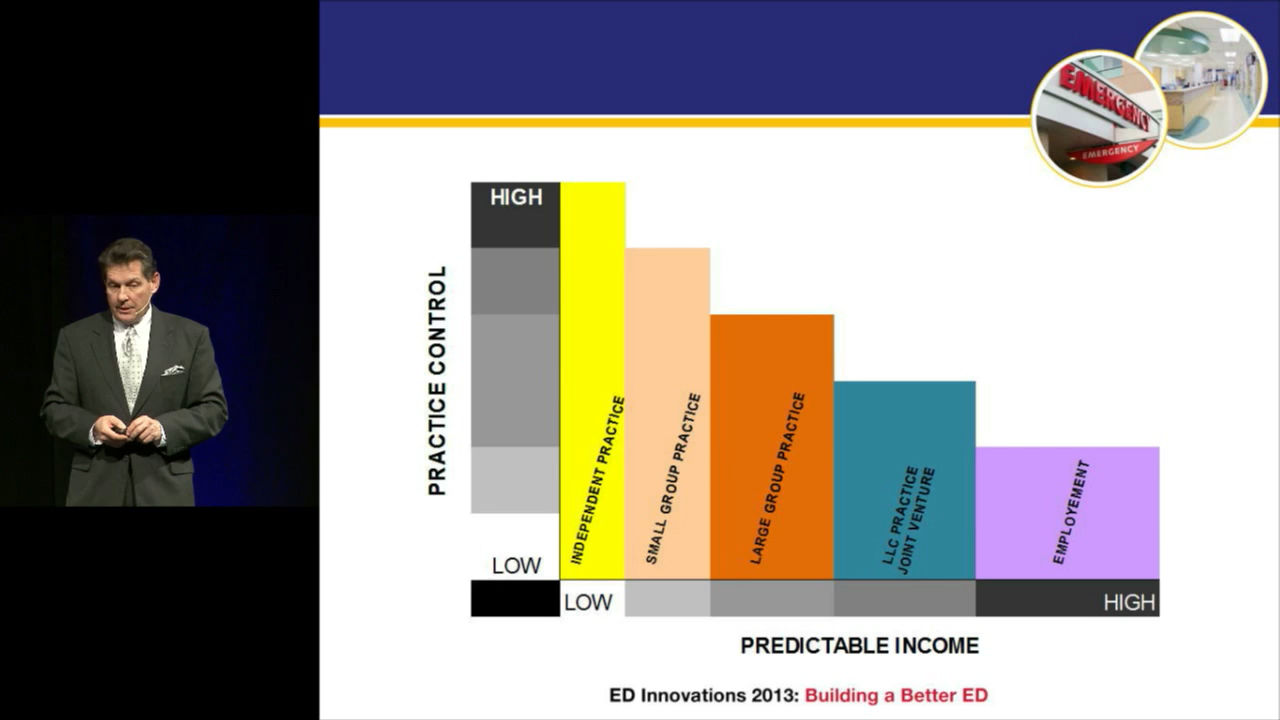 EMERGENCY
EMERGENCY
HIGH
PRACTICE CONTROL
INDEPENDENT PRACTICE
SMALL GROUP PRACTICE
LARGE GROUP PRACTICE
LLC PRACTICE
JOINT VENTURE
EMPLOYEMENT
LOW
LOW
HIGH
PREDICTABLE INCOME
ED Innovations 2013: Building a Better ED